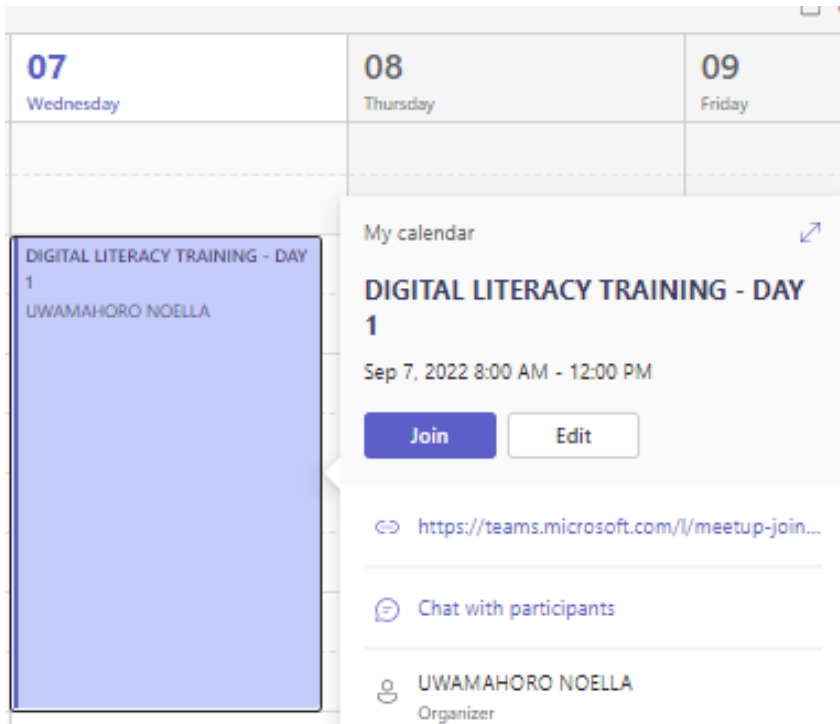 07
Wednesday
08
Thursday
09
Friday
DIGITAL LITERACY TRAINING - DAY
1
UWAMAHORO NOELLA
My calendar
DIGITAL LITERACY TRAINING - DAY
1
Sep 7, 2022 8:00 AM - 12:00 PM
Join
Edit
https://teams.microsoft.com/l/meetup-join...
Chat with participants
UWAMAHORO NOELLA
Organizer